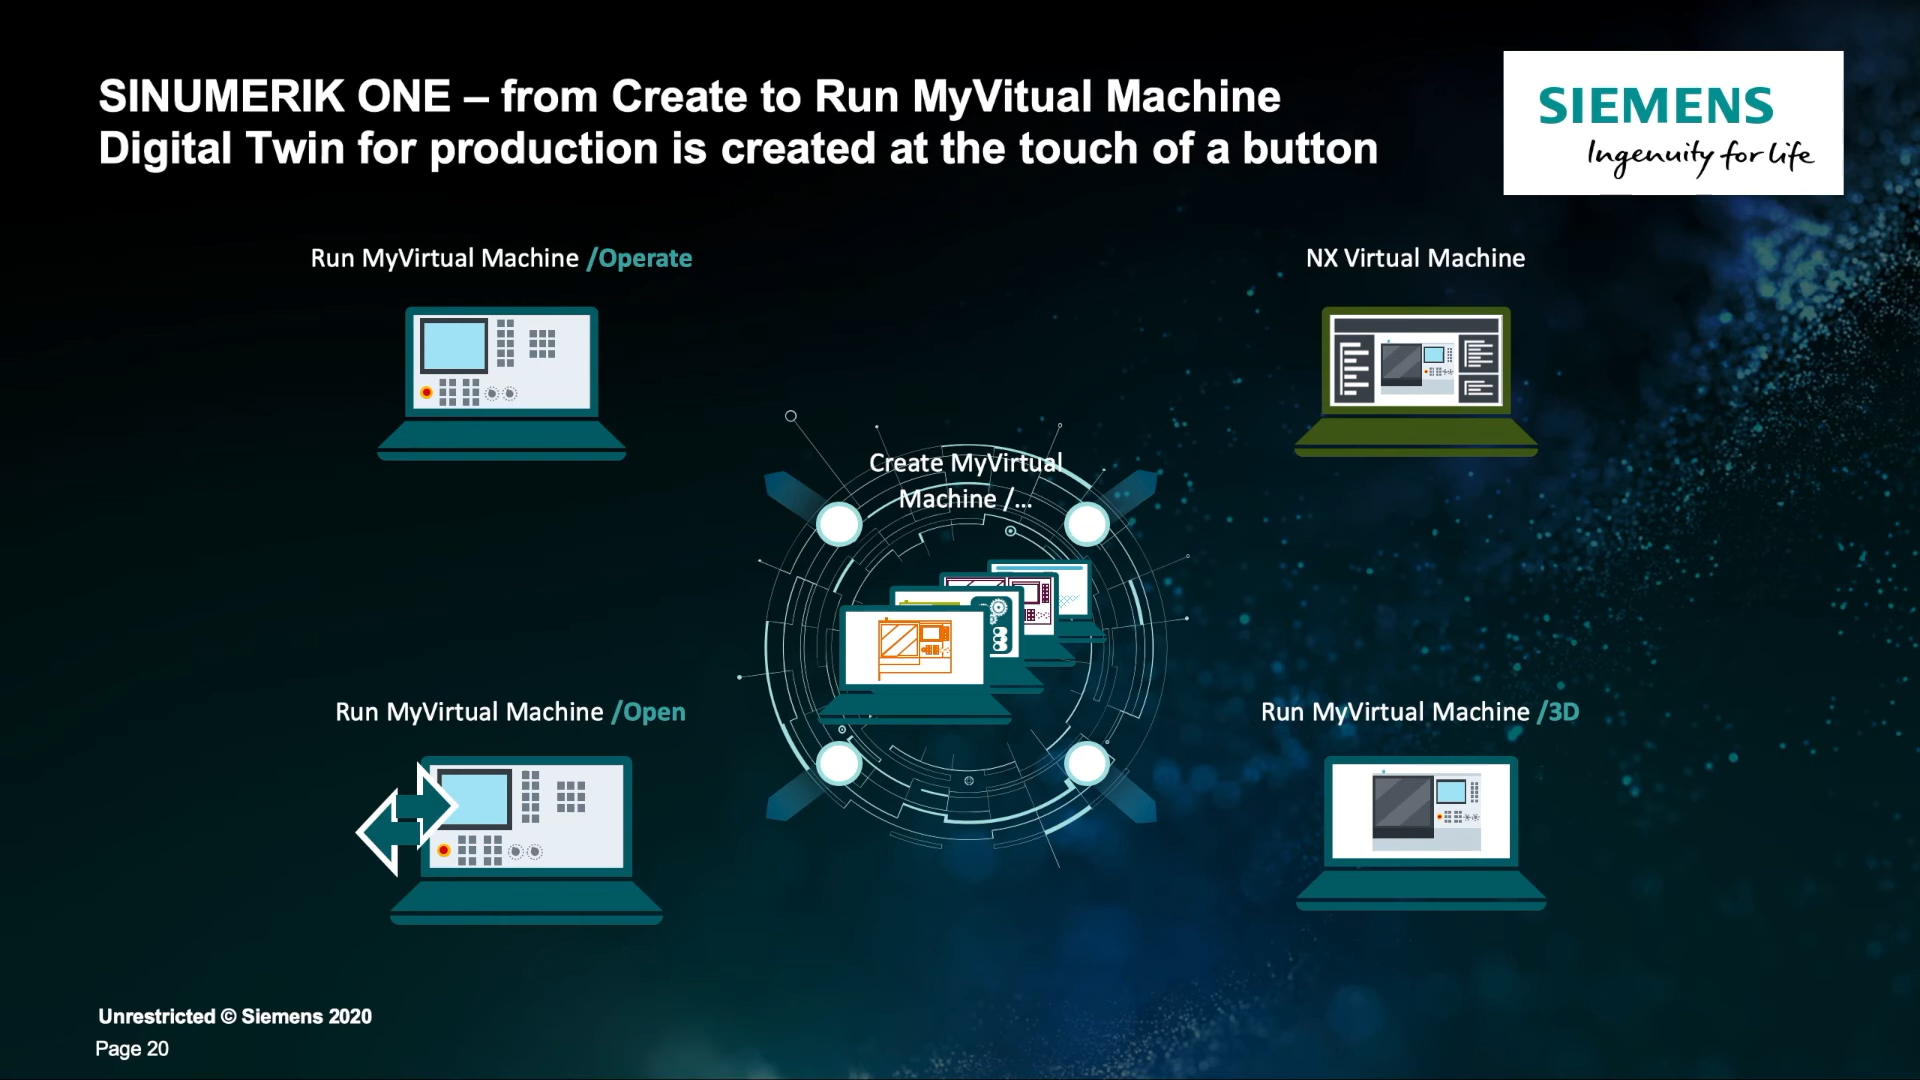 SINUMERIK ONE – from Create to Run MyVitual Machine
Digital Twin for production is created at the touch of a button
SIEMENS
Ingenuity for life
Run MyVirtual Machine /Operate
NX Virtual Machine
Create MyVirtual
Machine /...
Run MyVirtual Machine /Open
Run MyVirtual Machine /3D
Unrestricted © Siemens 2020
Page 20